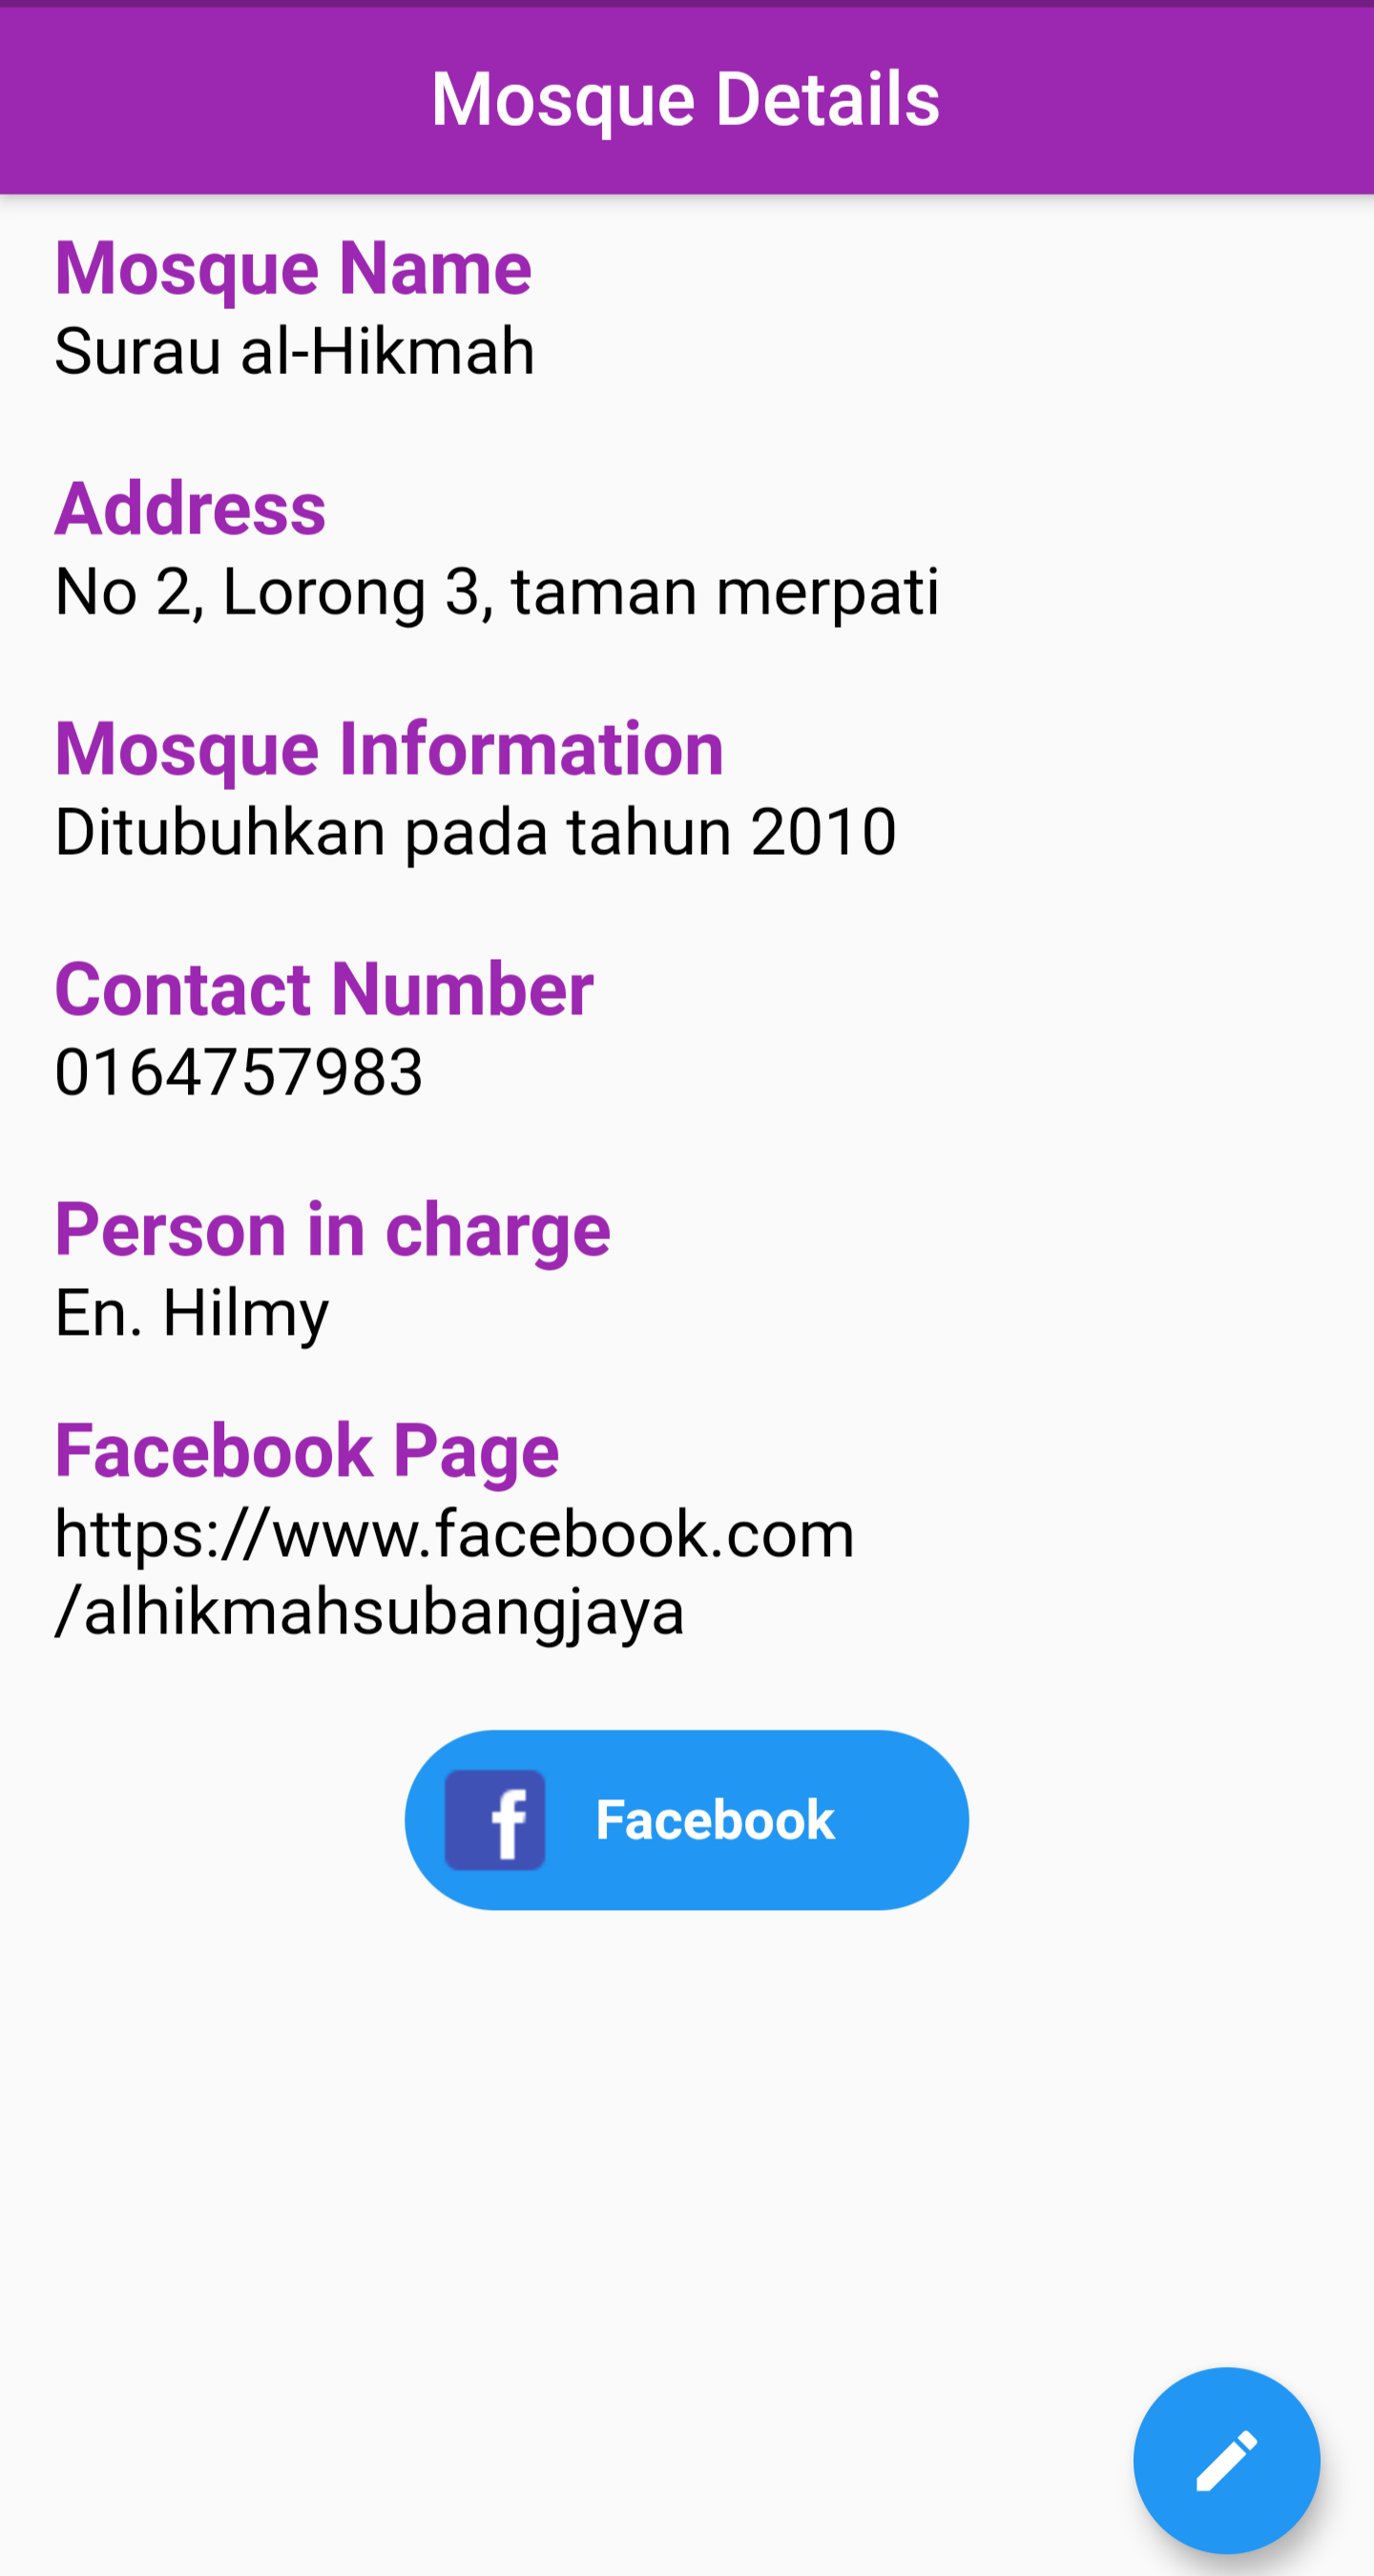 Mosque Details
Mosque Name
Surau al-Hikmah
Address
No 2, Lorong 3, taman merpati
Mosque Information
Ditubuhkan pada tahun 2010
Contact Number
0164757983
Person in charge
En. Hilmy
Facebook Page
https://www.facebook.com
/alhikmahsubangjaya
f Facebook